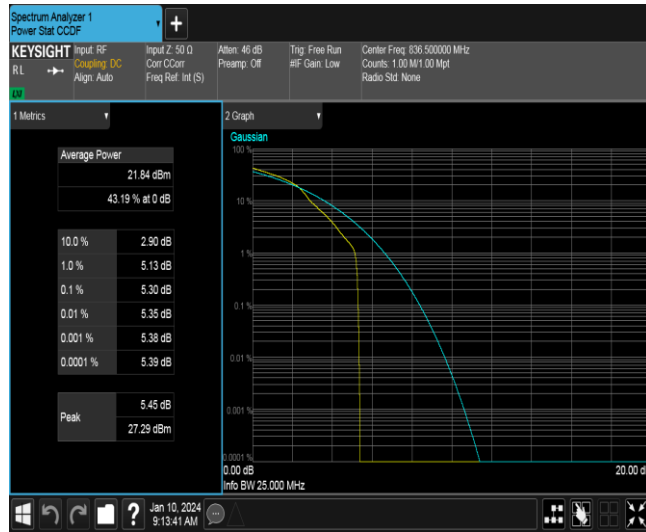 Spectrum Analyzer 1
Power Stat CCDF
+
KEYSIGHT
RL
LXI
Input: RF
Coupling: DC
Align: Auto
Input Z: 50 Ω
Corr CCorr
Freq Ref: Int (S)
Atten: 46 dB
Preamp: Off
Trig: Free Run
#IF Gain: Low
Center Freq: 836.500000 MHz
Counts: 1.00 M/1.00 Mpt
Radio Std: None
1 Metrics
Average Power
21.84 dBm
43.19 % at 0 dB
10.0 % 2.90 dB
1.0 % 5.13 dB
0.1 % 5.30 dB
0.01 % 5.35 dB
0.001 % 5.38 dB
0.0001 % 5.39 dB
Peak
5.45 dB
27.29 dBm
2 Graph
Gaussian
100 %
10 %
1 %
0.1 %
0.01 %
0.001 %
0.0001 %
0.00 dB
20.00 d
Info BW 25.000 MHz
?
Jan 10, 2024
9:13:41 AM